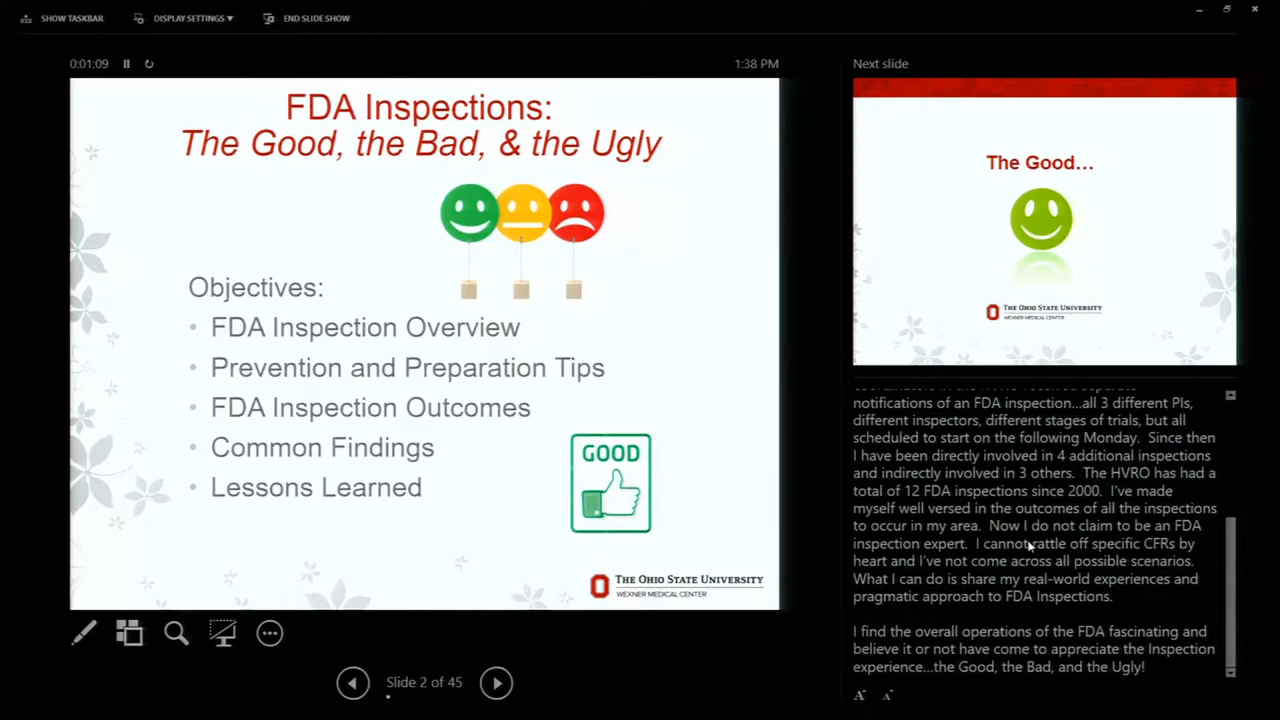 SHOW TASKBAR
DISPLAY SETTINGS ▼
END SLIDE SHOW
0:01:09
1:38 PM
FDA Inspections:
The Good, the Bad, & the Ugly
Objectives:
• FDA Inspection Overview
• Prevention and Preparation Tips
• FDA Inspection Outcomes
• Common Findings
• Lessons Learned
GOOD
THE OHIO STATE UNIVERSITY
WEXNER MEDICAL CENTER
Slide 2 of 45
Next slide
The Good...
THE OHIO STATE UNIVERSITY
WEXNER MEDICAL CENTER
notifications of an FDA inspection...all 3 different PIs,
different inspectors, different stages of trials, but all
scheduled to start on the following Monday. Since then
I have been directly involved in 4 additional inspections
and indirectly involved in 3 others. The HVRO has had a
total of 12 FDA inspections since 2000. I've made
myself well versed in the outcomes of all the inspections
to occur in my area. Now I do not claim to be an FDA
inspection expert. I cannot rattle off specific CFRs by
heart and I've not come across all possible scenarios.
What I can do is share my real-world experiences and
pragmatic approach to FDA Inspections.
I find the overall operations of the FDA fascinating and
believe it or not have come to appreciate the Inspection
experience...the Good, the Bad, and the Ugly!
A A